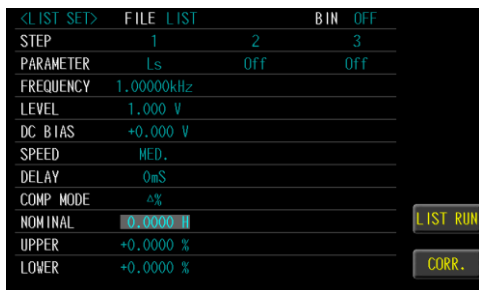 <LIST SET> FILE LIST BIN OFF
STEP 1 2 3
PARAMETER Ls Off Off
FREQUENCY 1.00000kHz
LEVEL 1.000 V
DC BIAS +0.000 V
SPEED MED.
DELAY 0mS
COMP MODE △%
NOMINAL 0.0000 H
LIST RUN
UPPER +0.0000 %
LOWER +0.0000 %
CORR.